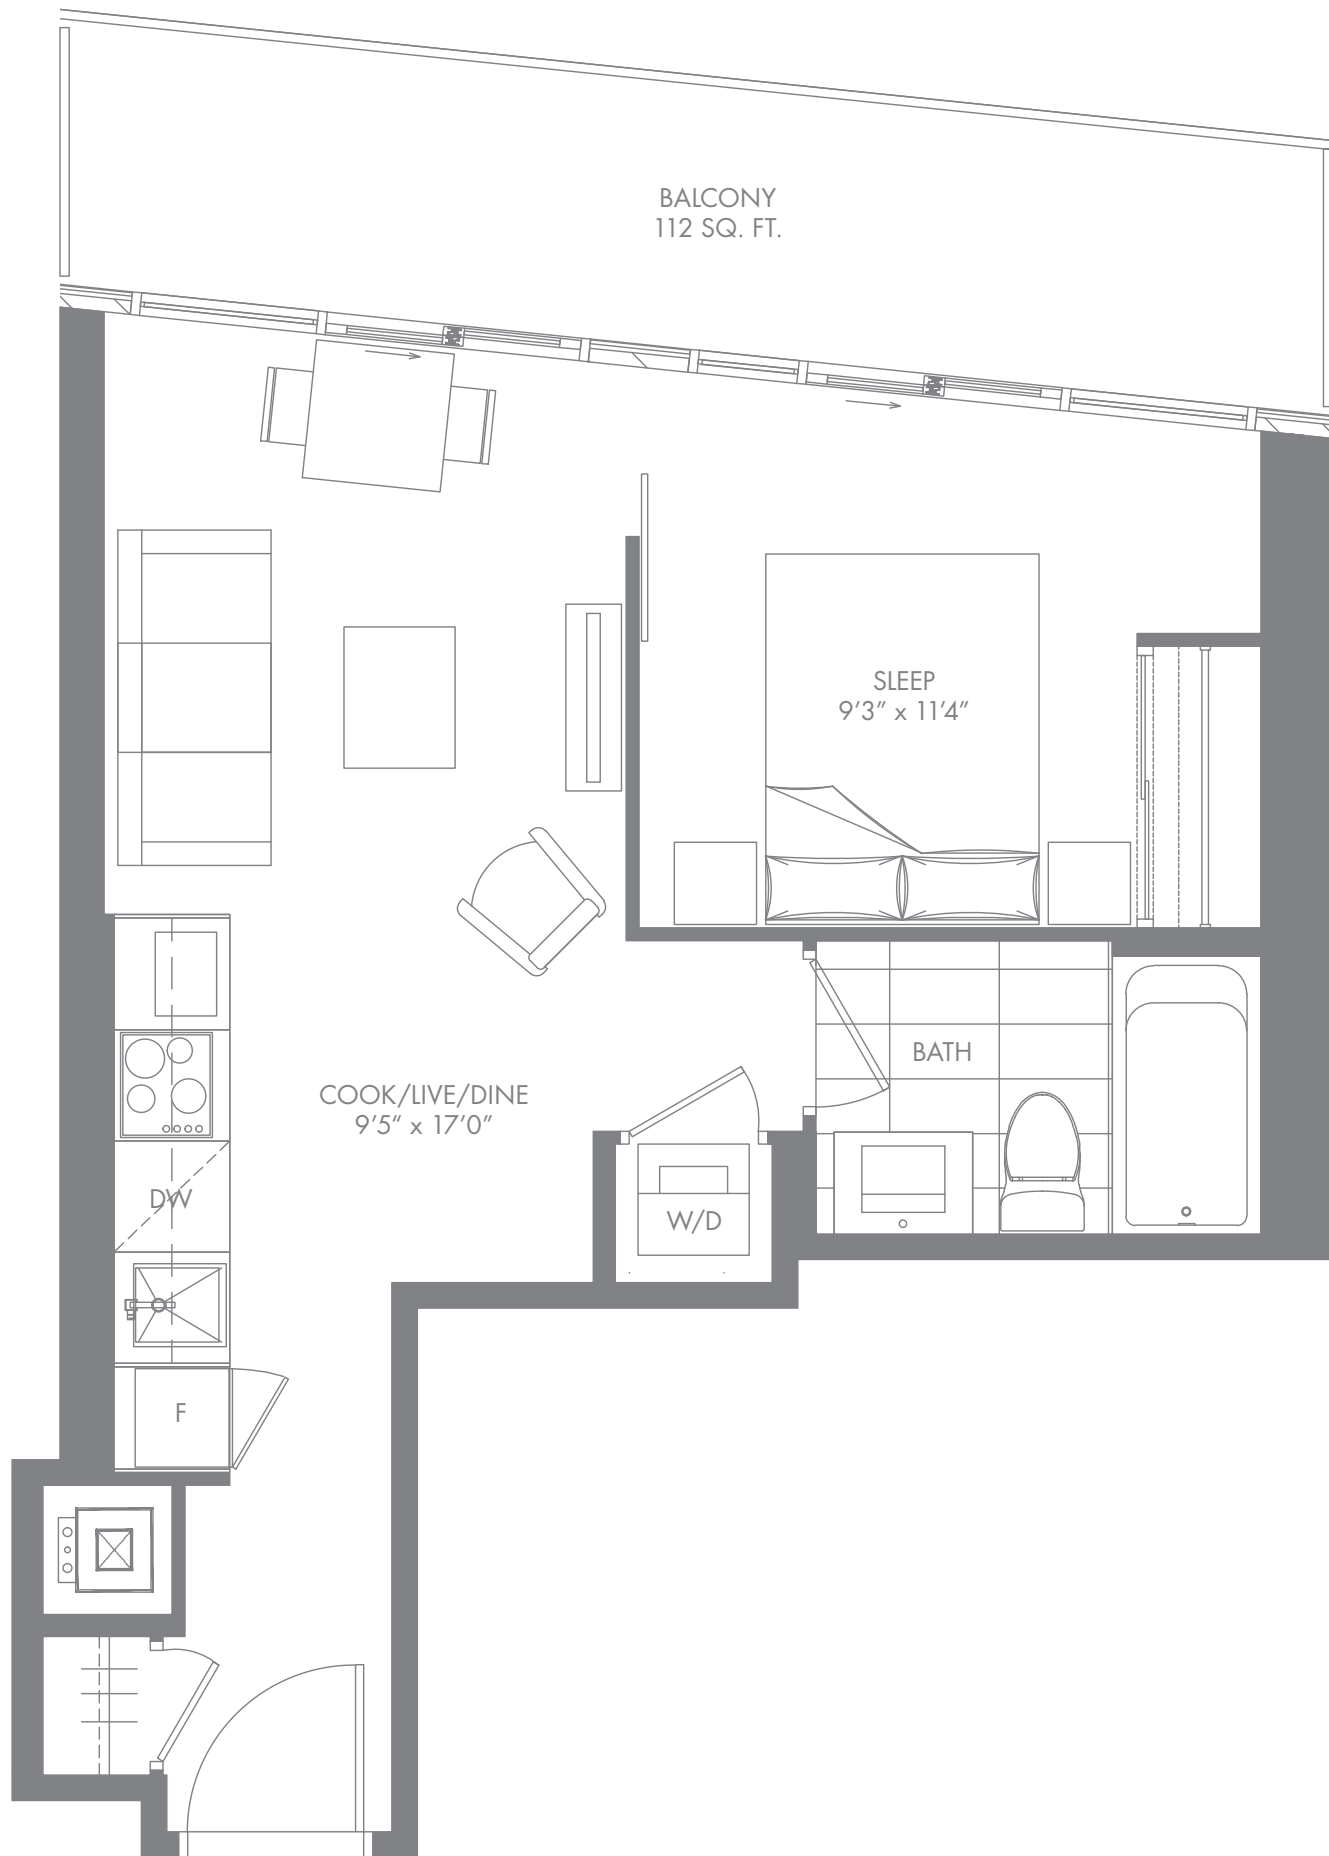 BALCONY
112 SQ. FT.
SLEEP
9’3” x 11’4”
BATH
COOK/LIVE/DINE
9’5“ x 17’0”
DW
W/D
F